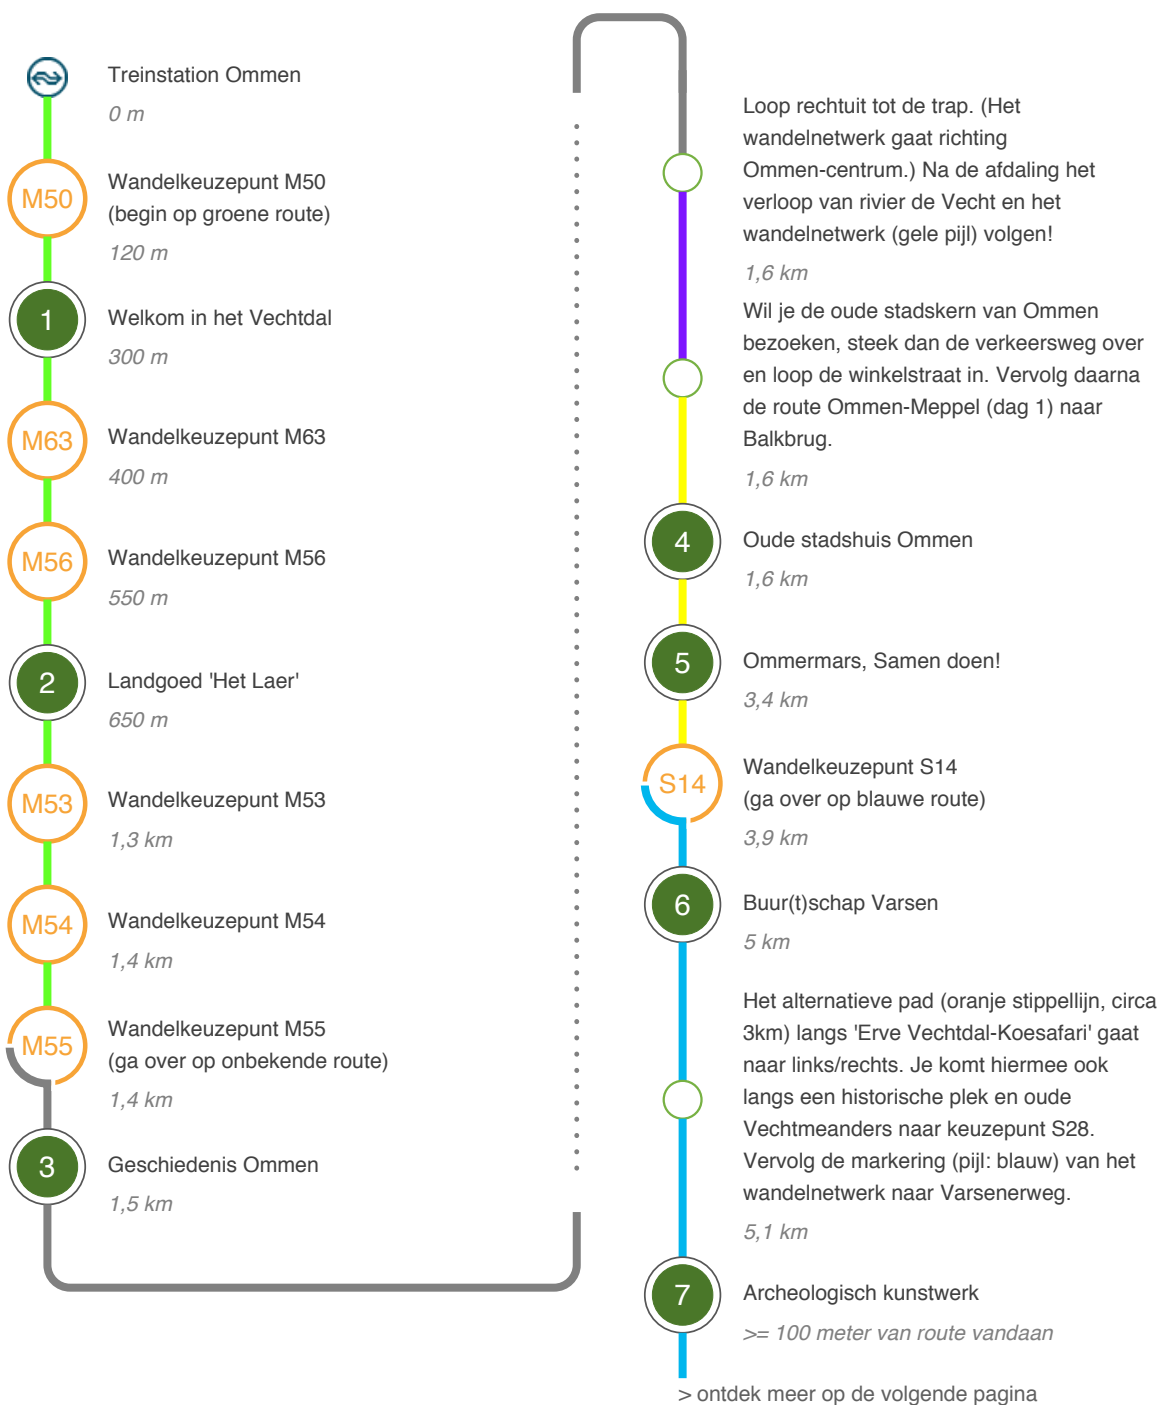 Treinstation Ommen
0 m
M50
Wandelkeuzepunt M50
(begin op groene route)
120 m
1
Welkom in het Vechtdal
300 m
M63
Wandelkeuzepunt M63
400 m
M56
Wandelkeuzepunt M56
550 m
2
Landgoed 'Het Laer'
650 m
M53
Wandelkeuzepunt M53
1,3 km
M54
Wandelkeuzepunt M54
1,4 km
M55
Wandelkeuzepunt M55
(ga over op onbekende route)
1,4 km
3
Geschiedenis Ommen
1,5 km
Loop rechtuit tot de trap. (Het
wandelnetwerk gaat richting
Ommen-centrum.) Na de afdaling het
verloop van rivier de Vecht en het
wandelnetwerk (gele pijl) volgen!
1,6 km
Wil je de oude stadskern van Ommen
bezoeken, steek dan de verkeersweg over
en loop de winkelstraat in. Vervolg daarna
de route Ommen-Meppel (dag 1) naar
Balkbrug.
1,6 km
4
Oude stadshuis Ommen
1,6 km
5
Ommermars, Samen doen!
3,4 km
S14
Wandelkeuzepunt S14
(ga over op blauwe route)
3,9 km
6
Buur(t)schap Varsen
5 km
Het alternatieve pad (oranje stippellijn, circa
3km) langs 'Erve Vechtdal-Koesafari' gaat
naar links/rechts. Je komt hiermee ook
langs een historische plek en oude
Vechtmeanders naar keuzepunt S28.
Vervolg de markering (pijl: blauw) van het
wandelnetwerk naar Varsenerweg.
5,1 km
7
Archeologisch kunstwerk
>= 100 meter van route vandaan
> ontdek meer op de volgende pagina